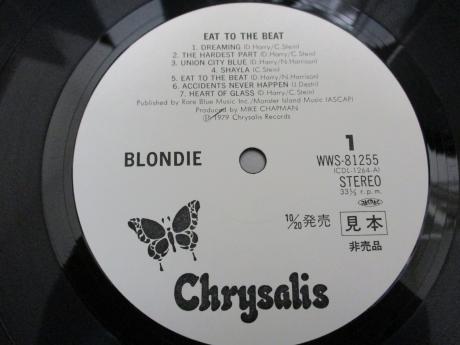 EAT TO THE BEAT
1. DREAMING (D.Harry/C.Stein)
2. THE HARDEST PART (D.Harry/C.Stein)
3. UNION CITY BLUE (D.Harry/N.Harrison)
4. SHAYLA (C.Stein)
5. EAT TO THE BEAT (D.Harry/N.Harrison)
6. ACCIDENTS NEVER HAPPEN (J.Destri)
7. HEART OF GLASS (D.Harry/C.Stein)
Published by Rare Blue Music Inc./Monster Island Music (ASCAP)
Produced by MIKE CHAPMAN
Ⓟ 1979 Chrysalis Records
BLONDIE
1
WWS-81255
(CDL-1264-A)
STEREO
33⅓ r.p.m.
JASRAC
10/20 発売
見本
非売品
Chrysalis